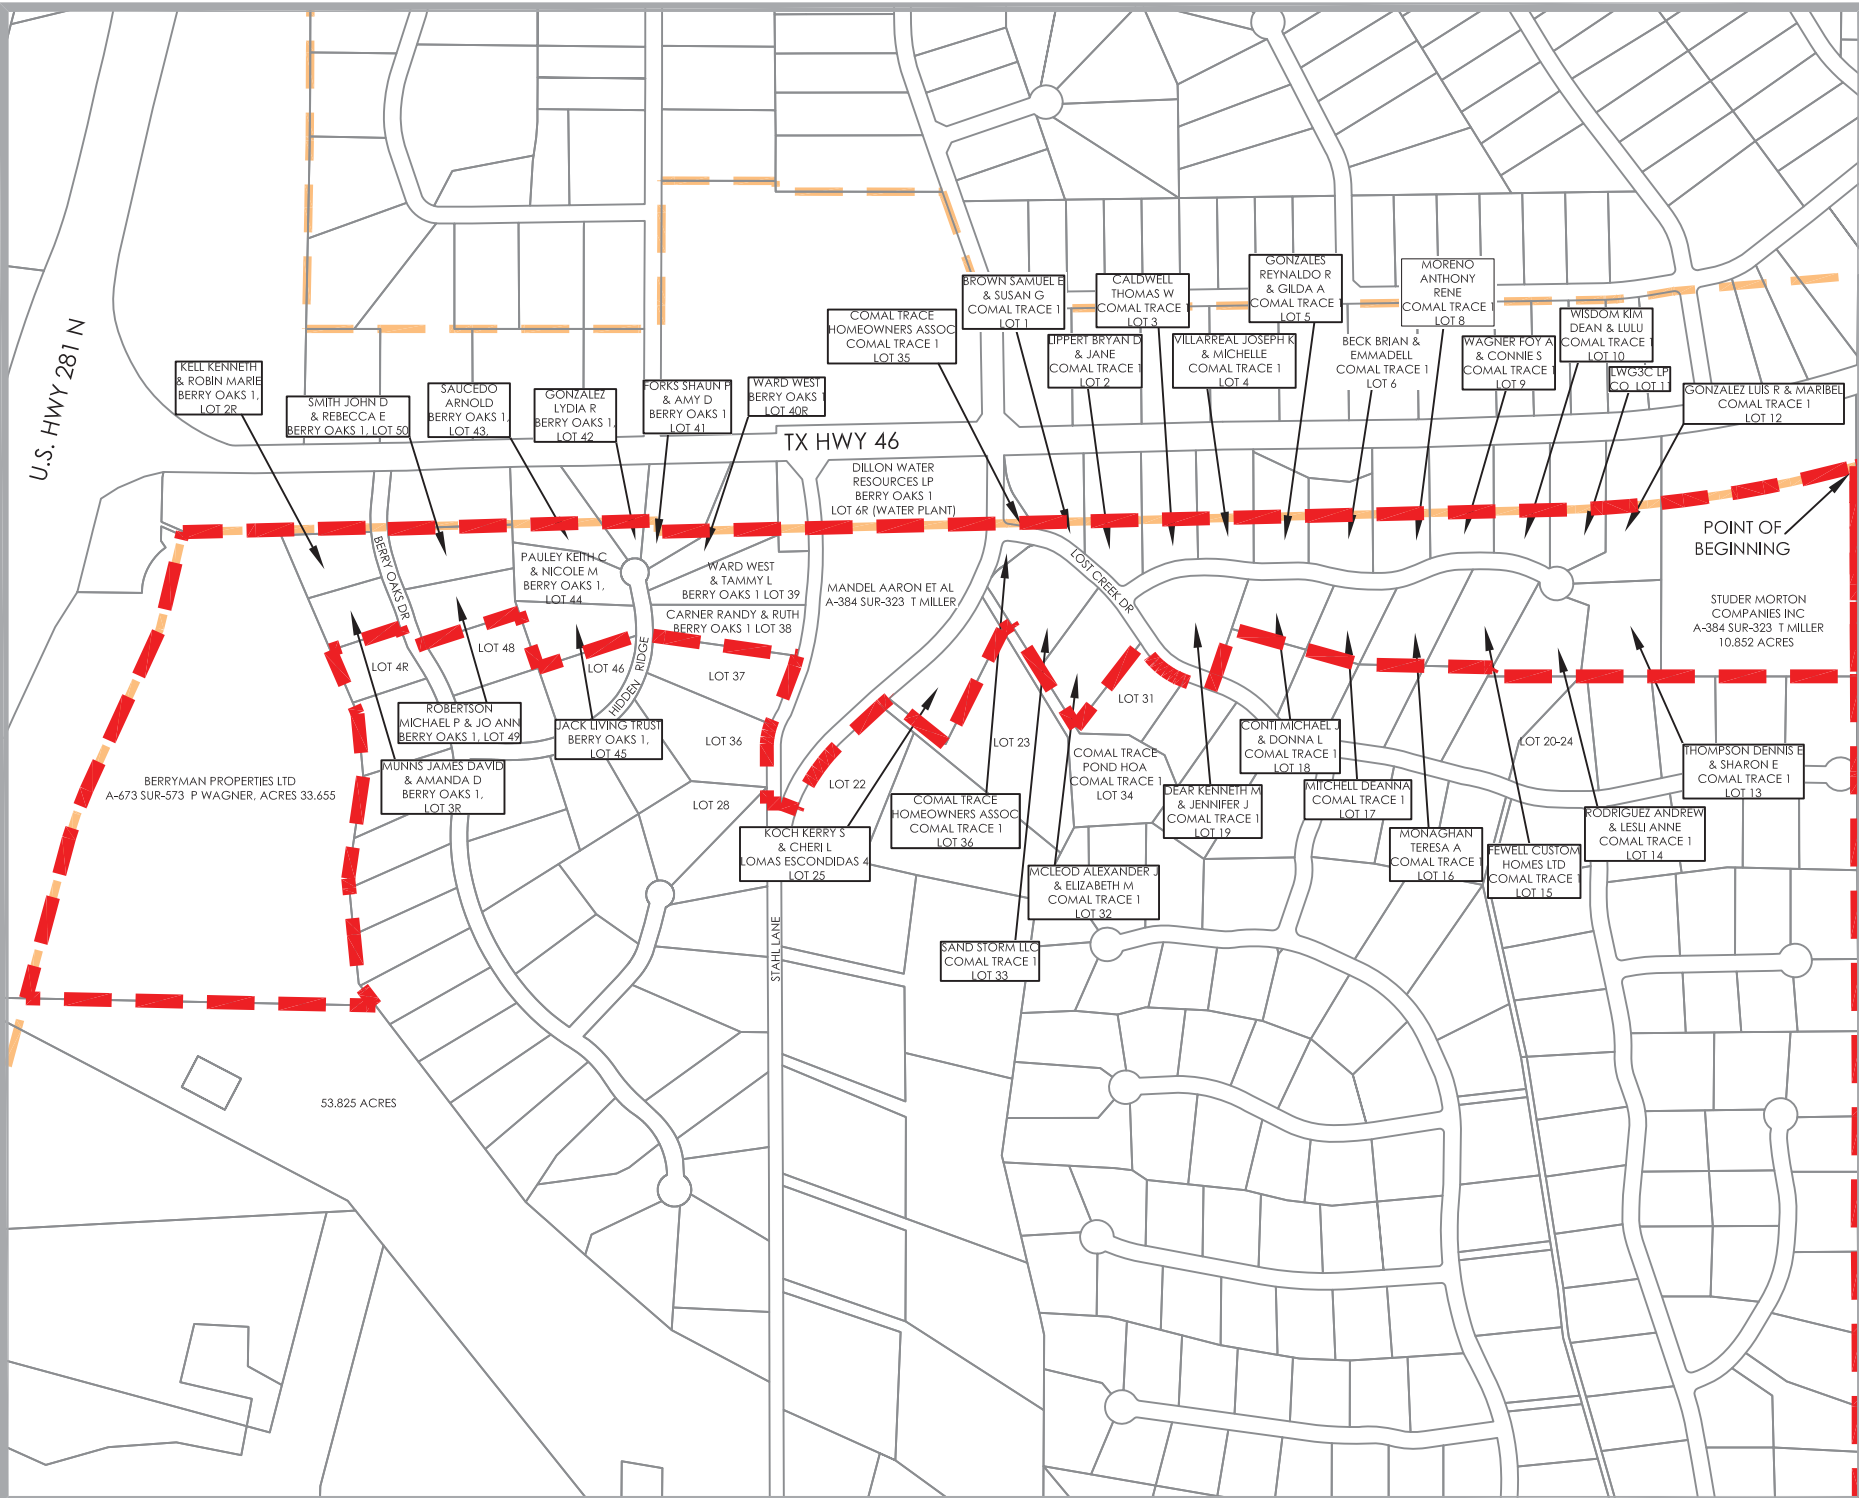 U.S. HWY 281 N
TX HWY 46
KELL KENNETH
& ROBIN MARIE
BERRY OAKS 1,
LOT 2R
SMITH JOHN D
& REBECCA E
BERRY OAKS 1, LOT 50
SAUCEDO
ARNOLD
BERRY OAKS 1,
LOT 43,
GONZALEZ
LYDIA R
BERRY OAKS 1,
LOT 42
FORKS SHAUN P
& AMY D
BERRY OAKS 1
LOT 41
WARD WEST
BERRY OAKS 1
LOT 40R
COMAL TRACE
HOMEOWNERS ASSOC
COMAL TRACE 1
LOT 35
BROWN SAMUEL E
& SUSAN G
COMAL TRACE 1
LOT 1
LIPPERT BRYAN D
& JANE
COMAL TRACE 1
LOT 2
CALDWELL
THOMAS W
COMAL TRACE 1
LOT 3
VILLARREAL JOSEPH K
& MICHELLE
COMAL TRACE 1
LOT 4
GONZALES
REYNALDO R
& GILDA A
COMAL TRACE 1
LOT 5
BECK BRIAN &
EMMADELL
COMAL TRACE 1
LOT 6
MORENO
ANTHONY
RENE
COMAL TRACE 1
LOT 8
WAGNER FOY A
& CONNIE S
COMAL TRACE 1
LOT 9
WISDOM KIM
DEAN & LULU
COMAL TRACE 1
LOT 10
LWG3C LP
CO LOT 11
GONZALEZ LUIS R & MARIBEL
COMAL TRACE 1
LOT 12
DILLON WATER
RESOURCES LP
BERRY OAKS 1
LOT 6R (WATER PLANT)
POINT OF
BEGINNING
BERRY OAKS DR
PAULEY KEITH C
& NICOLE M
BERRY OAKS 1,
LOT 44
WARD WEST
& TAMMY L
BERRY OAKS 1 LOT 39
CARNER RANDY & RUTH
BERRY OAKS 1 LOT 38
MANDEL AARON ET AL
A-384 SUR-323 T MILLER
LOST CREEK DR
STUDER MORTON
COMPANIES INC
A-384 SUR-323 T MILLER
10.852 ACRES
LOT 4R
LOT 48
LOT 46
HIDDEN RIDGE
LOT 37
LOT 36
LOT 28
LOT 22
LOT 23
LOT 31
LOT 20-24
ROBERTSON
MICHAEL P & JO ANN
BERRY OAKS 1, LOT 49
JACK LIVING TRUST
BERRY OAKS 1,
LOT 45
MUNNS JAMES DAVID
& AMANDA D
BERRY OAKS 1,
LOT 3R
BERRYMAN PROPERTIES LTD
A-673 SUR-573 P WAGNER, ACRES 33.655
KOCH KERRY S
& CHERI L
LOMAS ESCONDIDAS 4
LOT 25
COMAL TRACE
HOMEOWNERS ASSOC
COMAL TRACE 1
LOT 36
COMAL TRACE
POND HOA
COMAL TRACE 1
LOT 34
DEAR KENNETH M
& JENNIFER J
COMAL TRACE 1
LOT 19
CONTI MICHAEL J
& DONNA L
COMAL TRACE 1
LOT 18
MITCHELL DEANNA
COMAL TRACE 1
LOT 17
MONAGHAN
TERESA A
COMAL TRACE 1
LOT 16
FEWELL CUSTOM
HOMES LTD
COMAL TRACE 1
LOT 15
RODRIGUEZ ANDREW
& LESLI ANNE
COMAL TRACE 1
LOT 14
THOMPSON DENNIS E
& SHARON E
COMAL TRACE 1
LOT 13
MCLEOD ALEXANDER J
& ELIZABETH M
COMAL TRACE 1
LOT 32
SAND STORM LLC
COMAL TRACE 1
LOT 33
STAHL LANE
53.825 ACRES